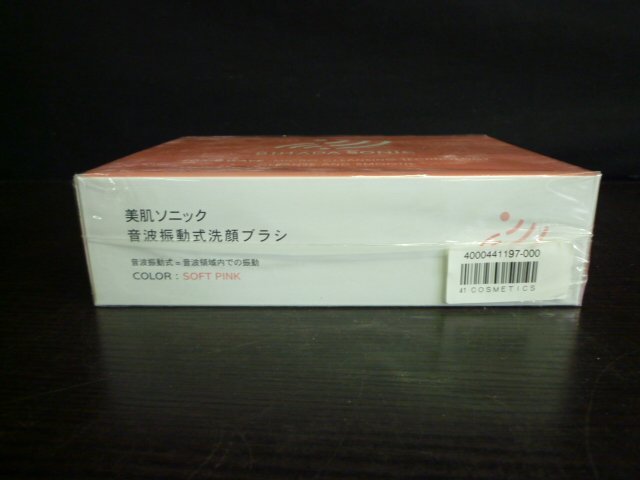 美肌ソニック
音波振動式洗顔ブラシ
音波振動式＝音波領域内での振動
COLOR：SOFT PINK
4000441197-000
41 COSMETICS